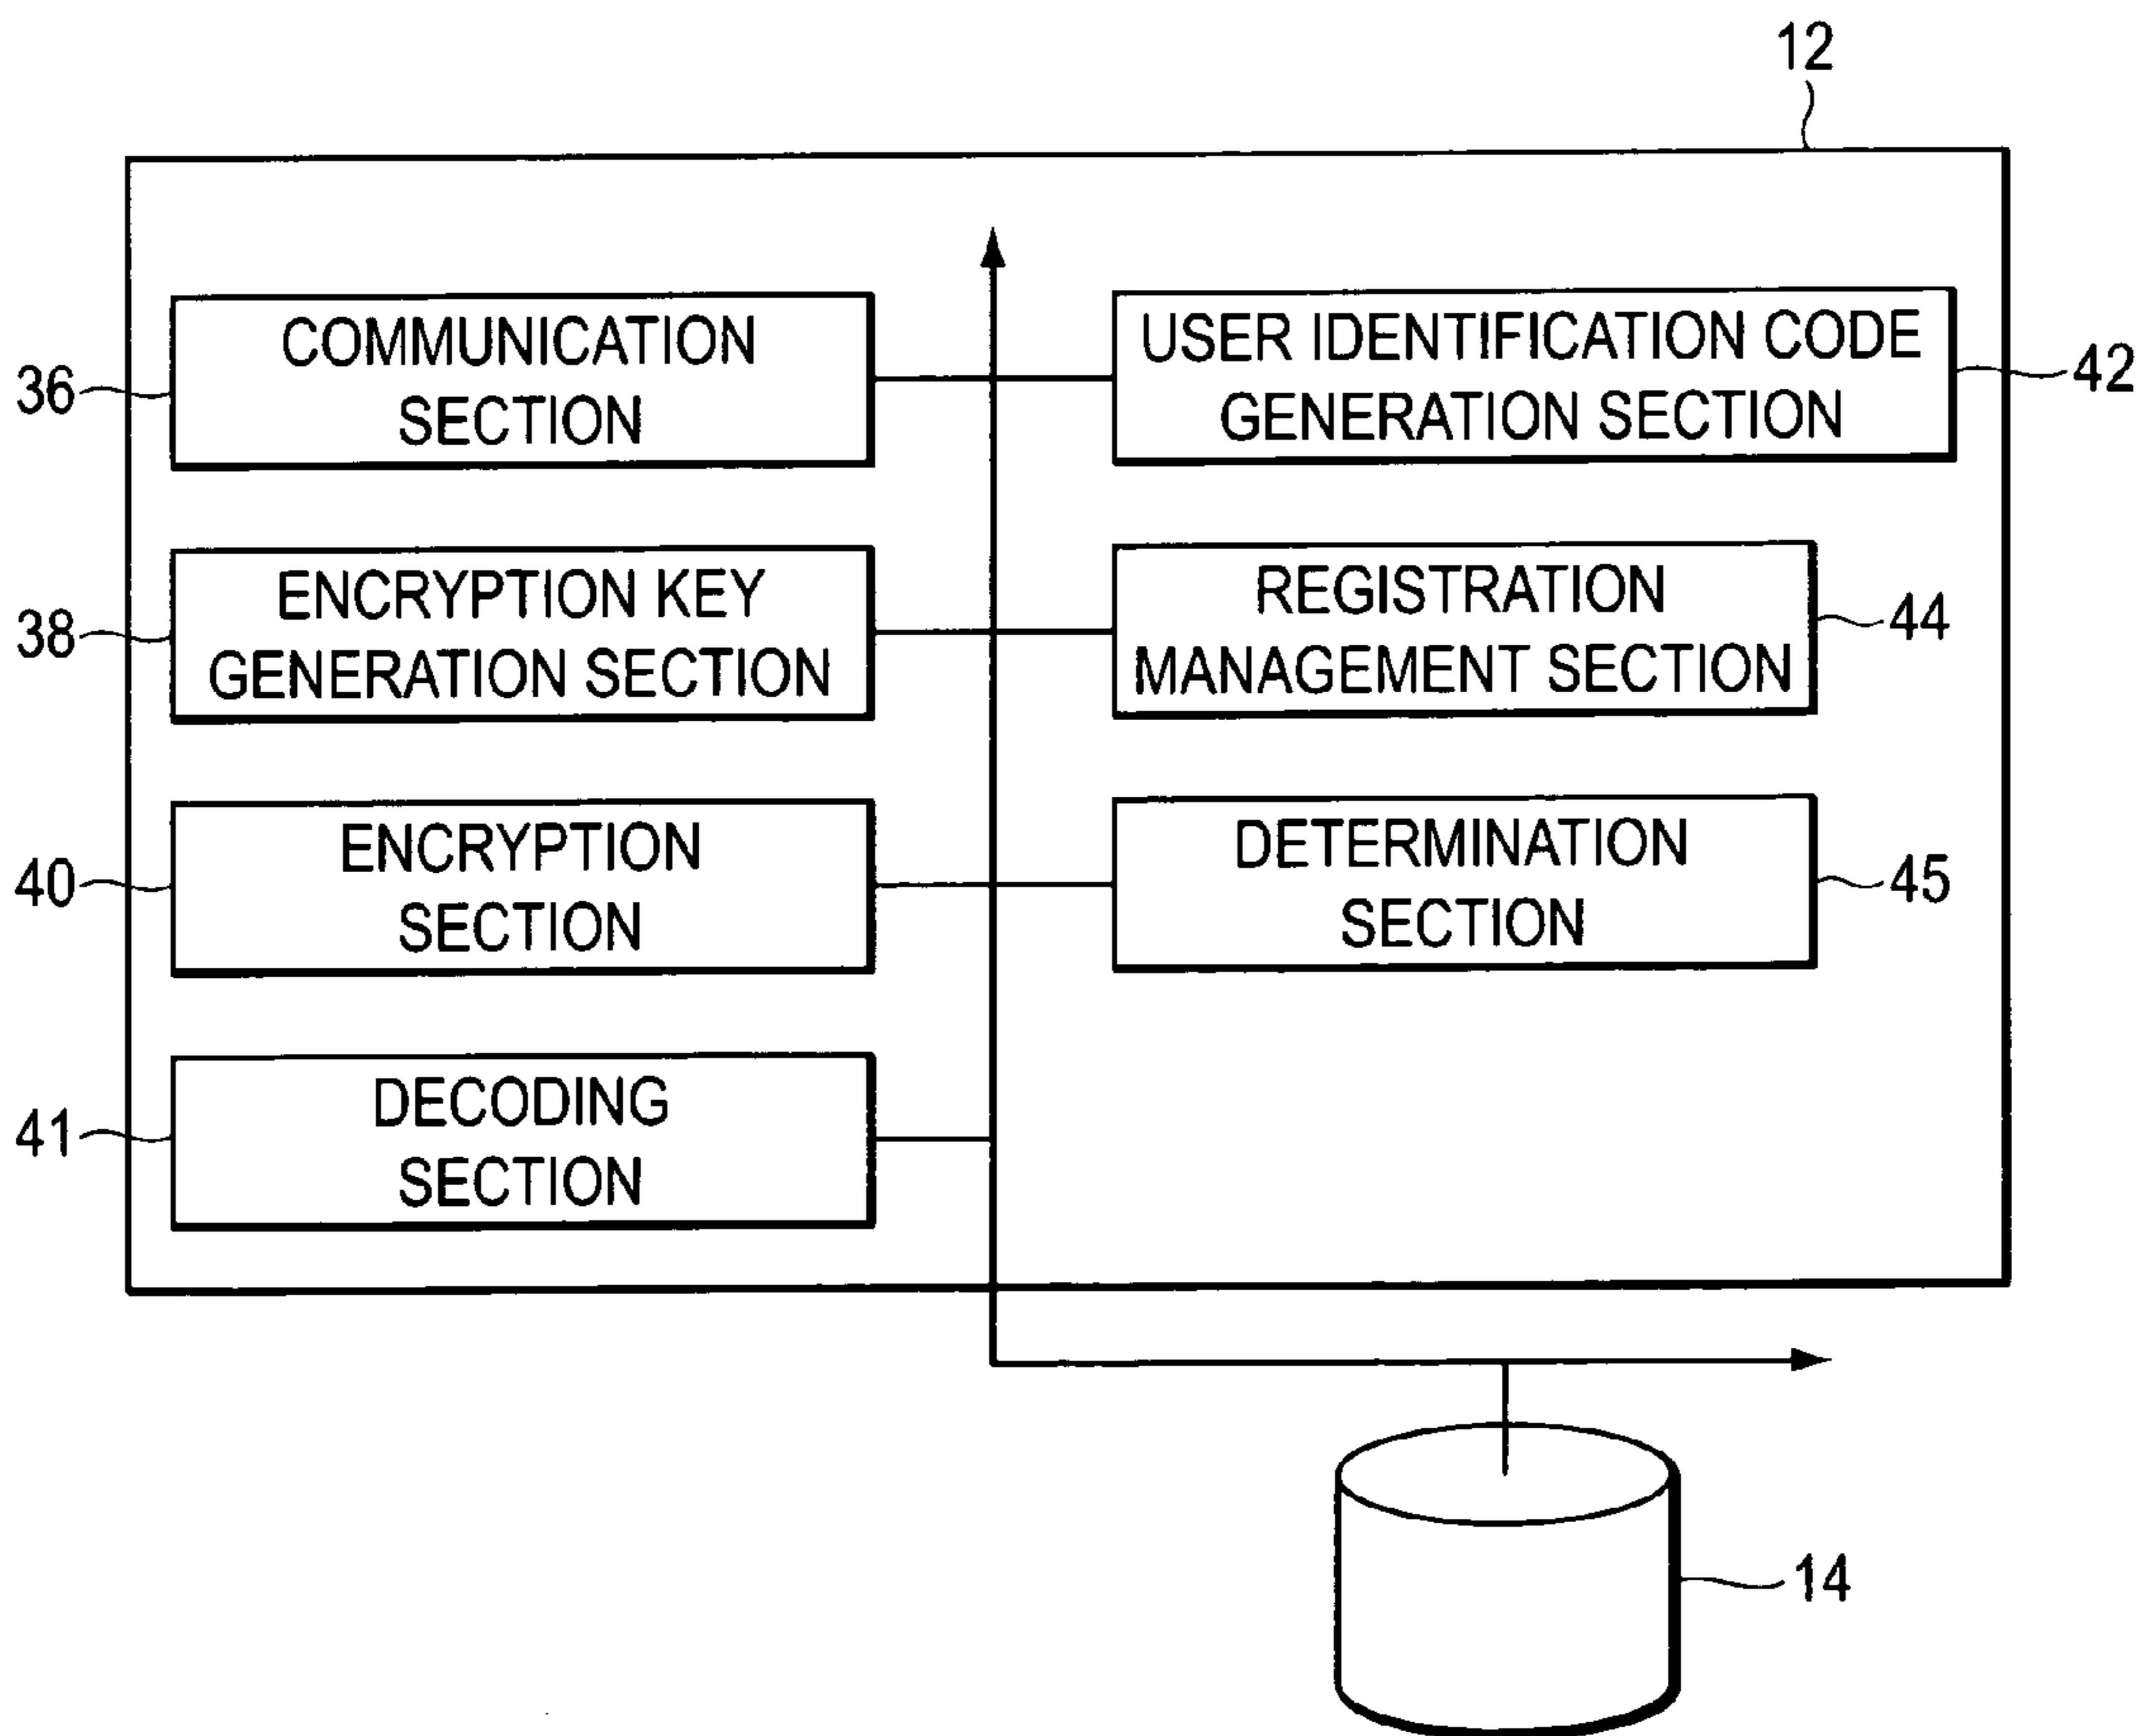 12
COMMUNICATION
SECTION
36
USER IDENTIFICATION CODE
GENERATION SECTION
42
ENCRYPTION KEY
GENERATION SECTION
38
REGISTRATION
MANAGEMENT SECTION
44
ENCRYPTION
SECTION
40
DETERMINATION
SECTION
45
DECODING
SECTION
41
14